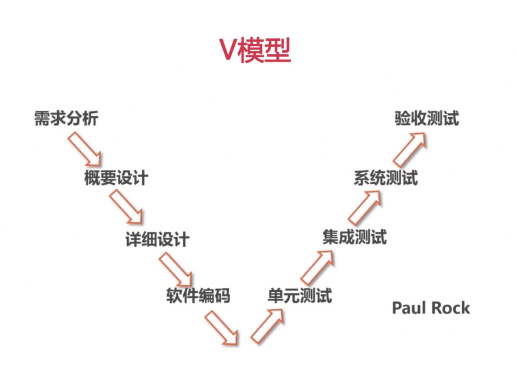 V模型
需求分析
验收测试
概要设计
系统测试
详细设计
集成测试
软件编码
单元测试
Paul Rock